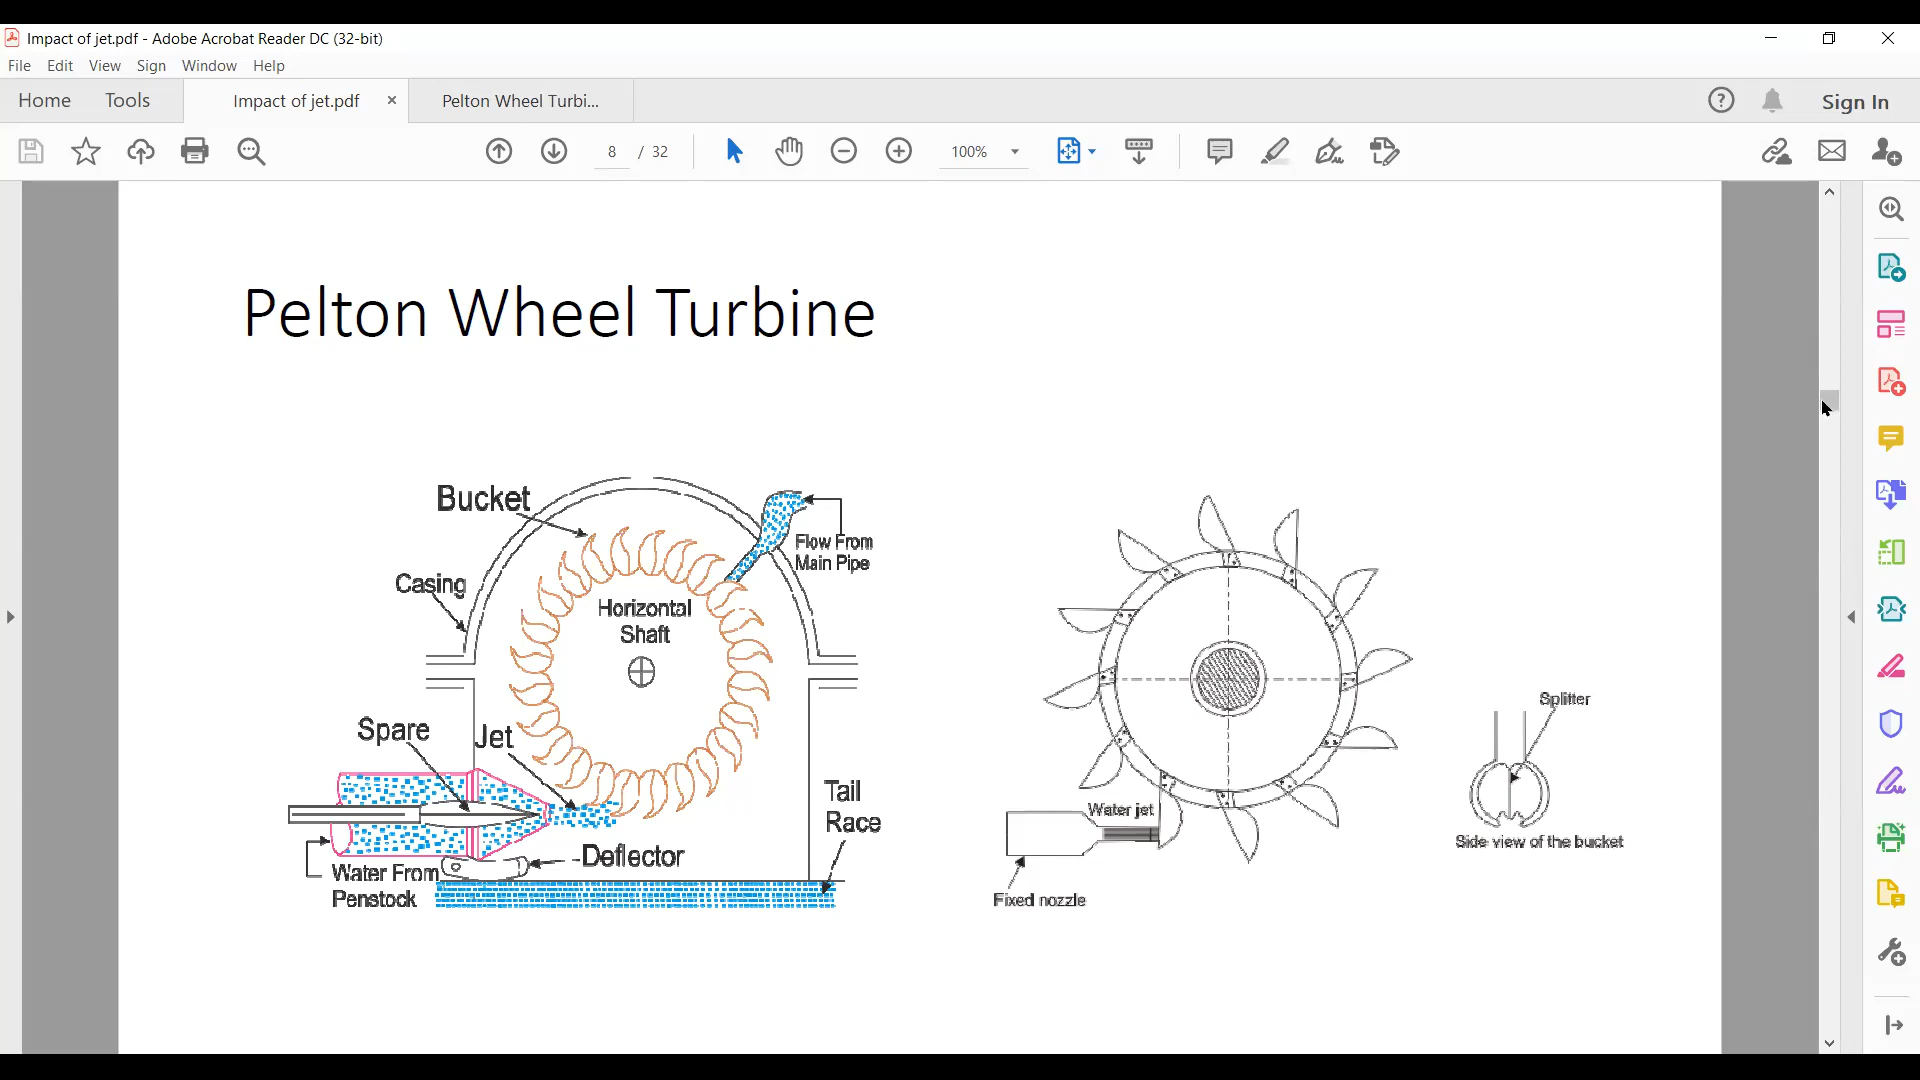 Impact of jet.pdf - Adobe Acrobat Reader DC (32-bit)
File Edit View Sign Window Help
Home Tools Impact of jet.pdf × Pelton Wheel Turbi... Sign In
8 / 32 100%
Pelton Wheel Turbine
Bucket
Flow From
Main Pipe
Casing
Horizontal
Shaft
Spare
Jet
Tail
Race
Deflector
Water From
Penstock
Water jet
Fixed nozzle
Splitter
Side view of the bucket